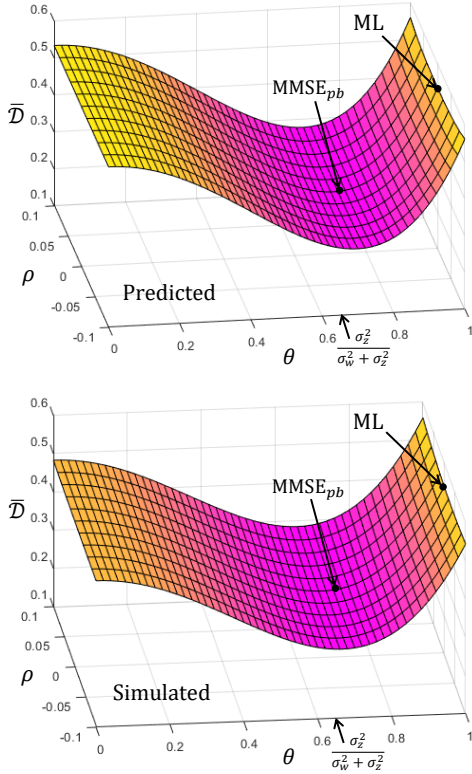 0.6
ML
0.5
MMSE_pb
0.4
D̅
0.3
0.2
0.1
0.05
ρ
0
Predicted
-0.05
-0.1
0
0.2
0.4
0.6
0.8
1
θ
σ_z^2
σ_w^2 + σ_z^2
0.6
ML
0.5
MMSE_pb
0.4
D̅
0.3
0.2
0.1
0.05
ρ
0
Simulated
-0.05
-0.1
0
0.2
0.4
0.6
0.8
1
θ
σ_z^2
σ_w^2 + σ_z^2